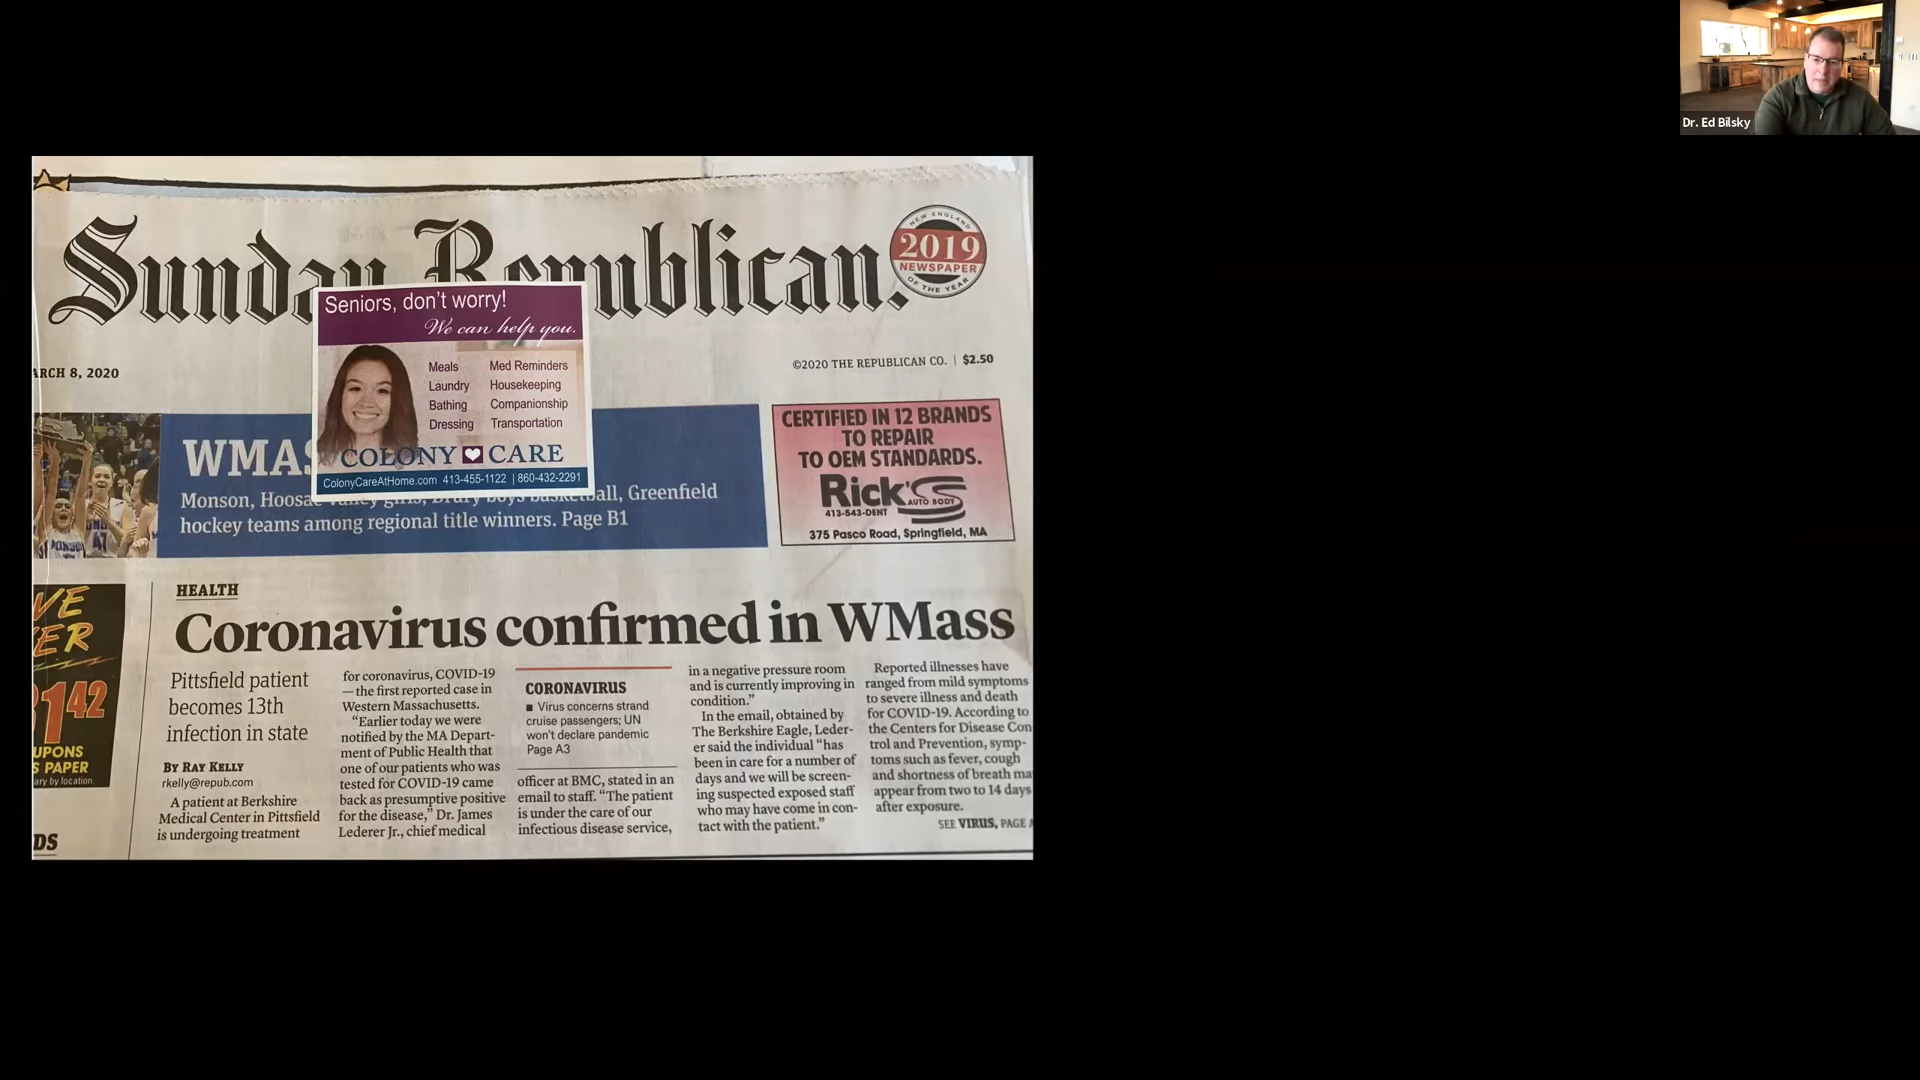 Dr. Ed Bilsky
Sunday Republican.
NEW ENGLAND
2019
NEWSPAPER
OF THE YEAR
MARCH 8, 2020
©2020 THE REPUBLICAN CO. | $2.50
Seniors, don't worry!
We can help you.
Meals Med Reminders
Laundry Housekeeping
Bathing Companionship
Dressing Transportation
COLONY CARE
ColonyCareAtHome.com 413-455-1122 | 860-432-2291
WMAS
Monson, Hoosac Valley girls, Drury boys basketball, Greenfield
hockey teams among regional title winners. Page B1
MONSON
47
CERTIFIED IN 12 BRANDS
TO REPAIR
TO OEM STANDARDS.
Rick's
AUTO BODY
413-543-DENT
375 Pasco Road, Springfield, MA
VE
ER
142
UPONS
S PAPER
ary by location.
DS
HEALTH
Coronavirus confirmed in WMass
Pittsfield patient
becomes 13th
infection in state
BY RAY KELLY
rkelly@repub.com
A patient at Berkshire
Medical Center in Pittsfield
is undergoing treatment
for coronavirus, COVID-19
— the first reported case in
Western Massachusetts.
“Earlier today we were
notified by the MA Depart-
ment of Public Health that
one of our patients who was
tested for COVID-19 came
back as presumptive positive
for the disease,” Dr. James
Lederer Jr., chief medical
CORONAVIRUS
■ Virus concerns strand
cruise passengers; UN
won't declare pandemic
Page A3
officer at BMC, stated in an
email to staff. “The patient
is under the care of our
infectious disease service,
in a negative pressure room
and is currently improving in
condition.”
In the email, obtained by
The Berkshire Eagle, Leder-
er said the individual “has
been in care for a number of
days and we will be screen-
ing suspected exposed staff
who may have come in con-
tact with the patient.”
Reported illnesses have
ranged from mild symptoms
to severe illness and death
for COVID-19. According to
the Centers for Disease Con
trol and Prevention, symp-
toms such as fever, cough
and shortness of breath ma
appear from two to 14 days
after exposure.
SEE VIRUS, PAGE